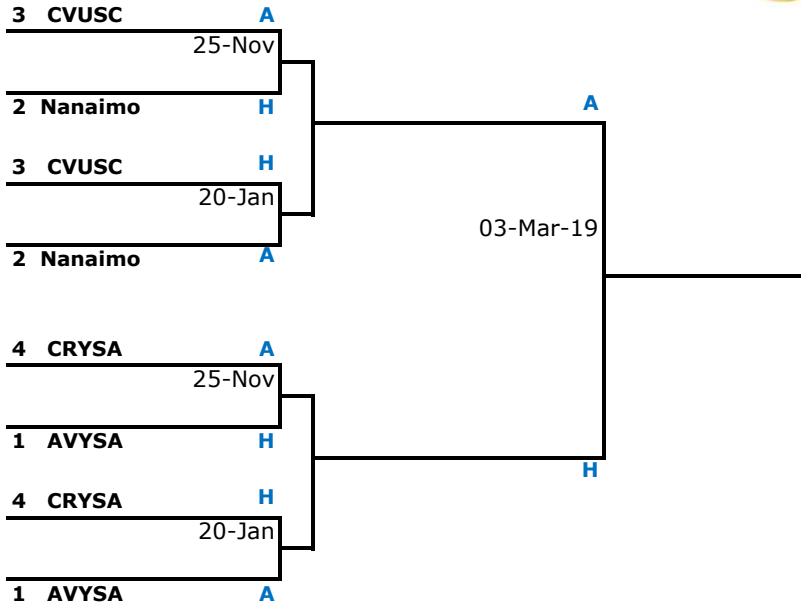 3 CVUSC A
25-Nov
2 Nanaimo H
A
3 CVUSC H
20-Jan
03-Mar-19
2 Nanaimo A
4 CRYSA A
25-Nov
1 AVYSA H
H
4 CRYSA H
20-Jan
1 AVYSA A